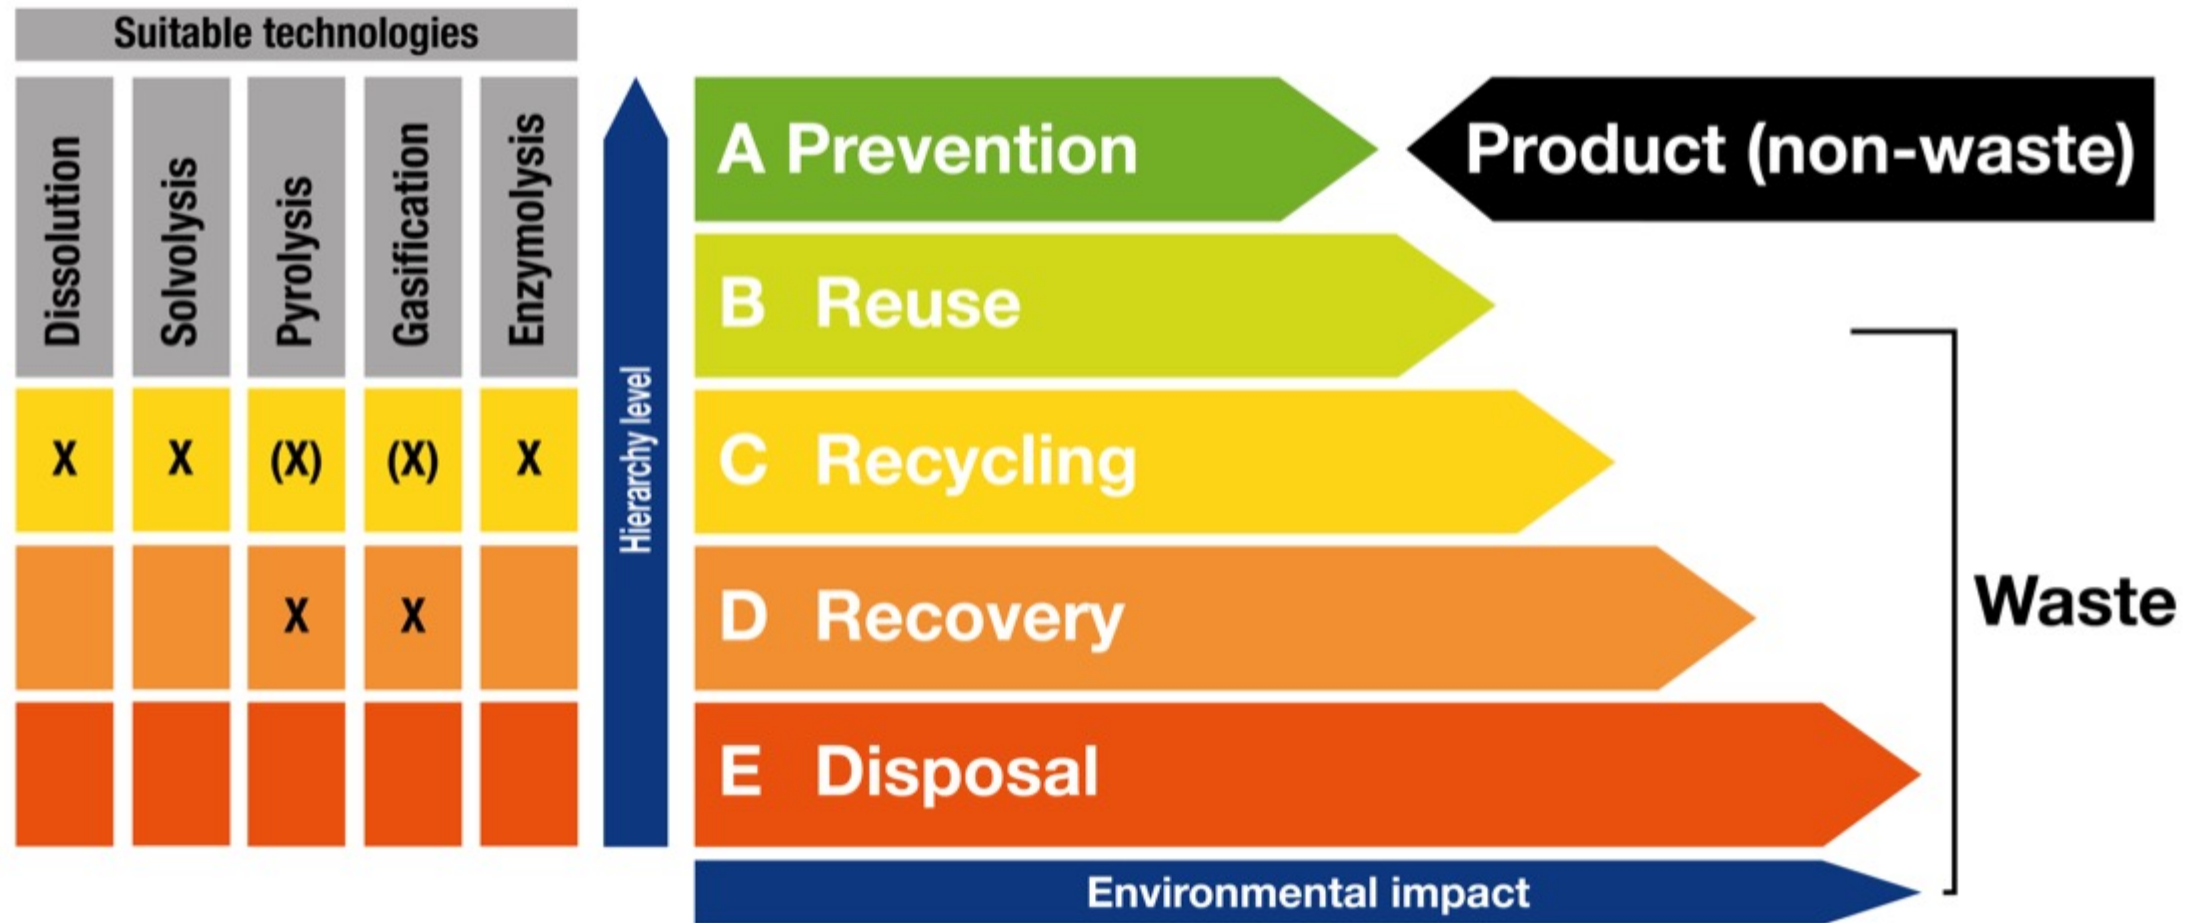 Suitable technologies
Dissolution
Solvolysis
Pyrolysis
Gasification
Enzymolysis
X X (X) (X) X
X X
Hierarchy level
A Prevention
Product (non-waste)
B Reuse
C Recycling
D Recovery
E Disposal
Waste
Environmental impact